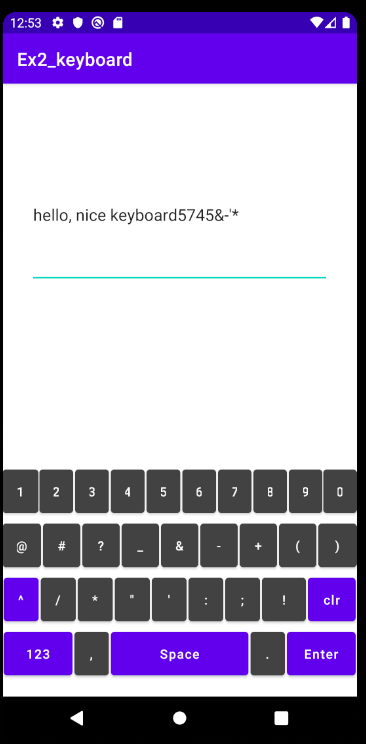 12:53
Ex2_keyboard
hello, nice keyboard5745&-'*
1 2 3 4 5 6 7 8 9 0
@ # ? _ & - + ( )
^ / * " ' : ; ! clr
123 , Space . Enter